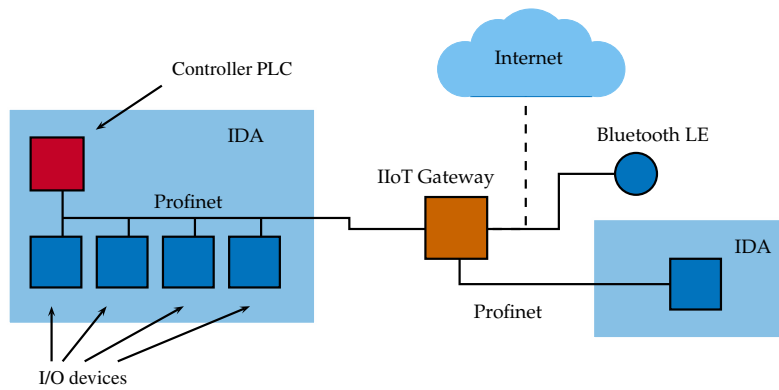 Internet
Controller PLC
IDA
Bluetooth LE
IIoT Gateway
Profinet
IDA
Profinet
I/O devices